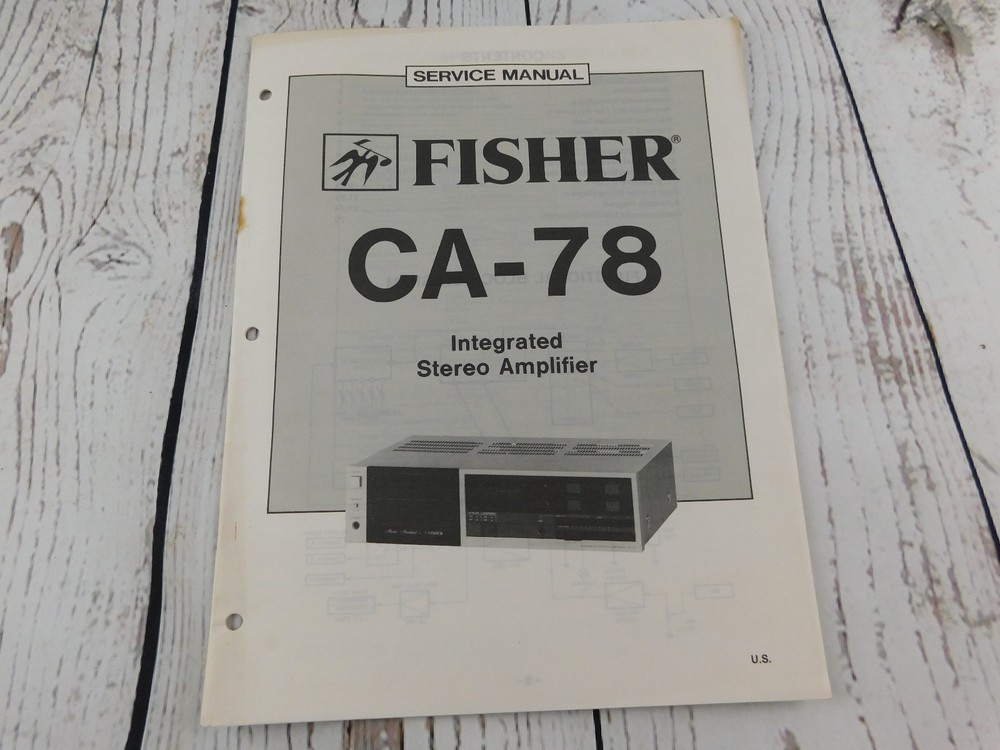 SERVICE MANUAL
FISHER®
CA-78
Integrated
Stereo Amplifier
U.S.